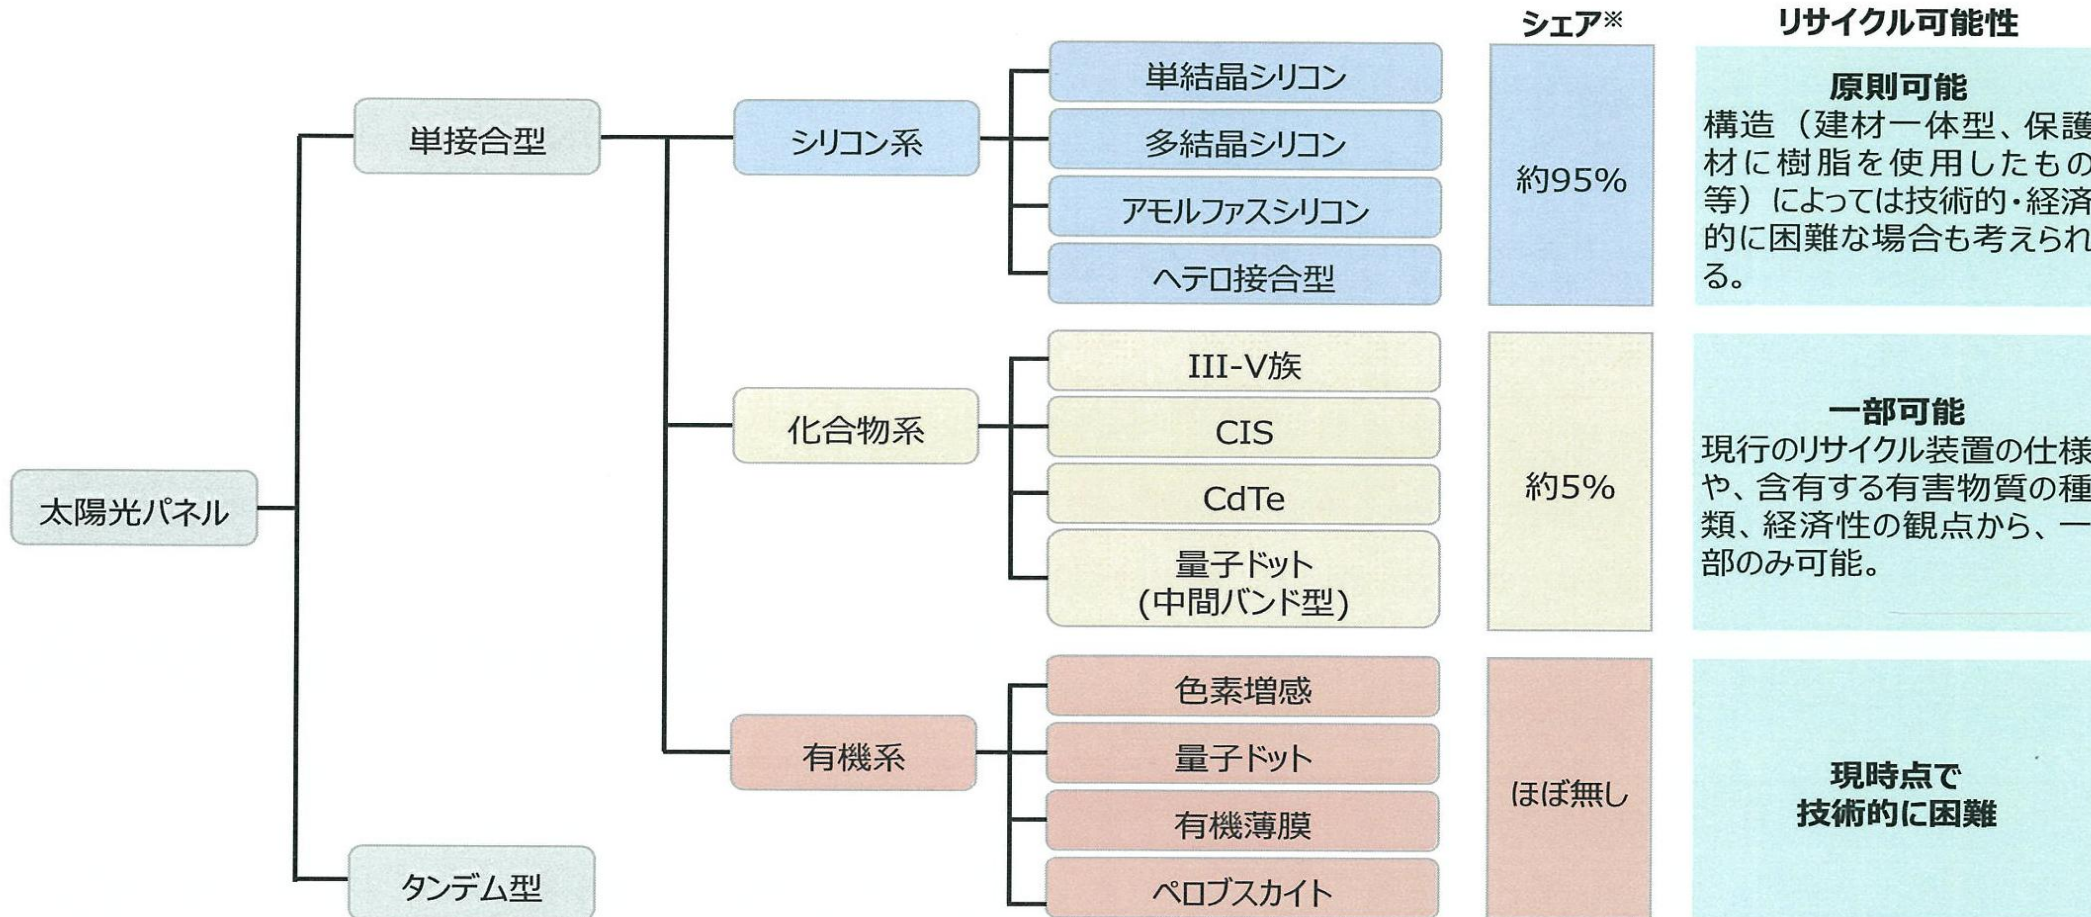 シェア※
リサイクル可能性
太陽光パネル
単接合型
タンデム型
シリコン系
単結晶シリコン
多結晶シリコン
アモルファスシリコン
ヘテロ接合型
約95%
原則可能
構造（建材一体型、保護
材に樹脂を使用したもの
等）によっては技術的・経済
的に困難な場合も考えられ
る。
化合物系
III-V族
CIS
CdTe
量子ドット
(中間バンド型)
約5%
一部可能
現行のリサイクル装置の仕様
や、含有する有害物質の種
類、経済性の観点から、一
部のみ可能。
有機系
色素増感
量子ドット
有機薄膜
ペロブスカイト
ほぼ無し
現時点で
技術的に困難